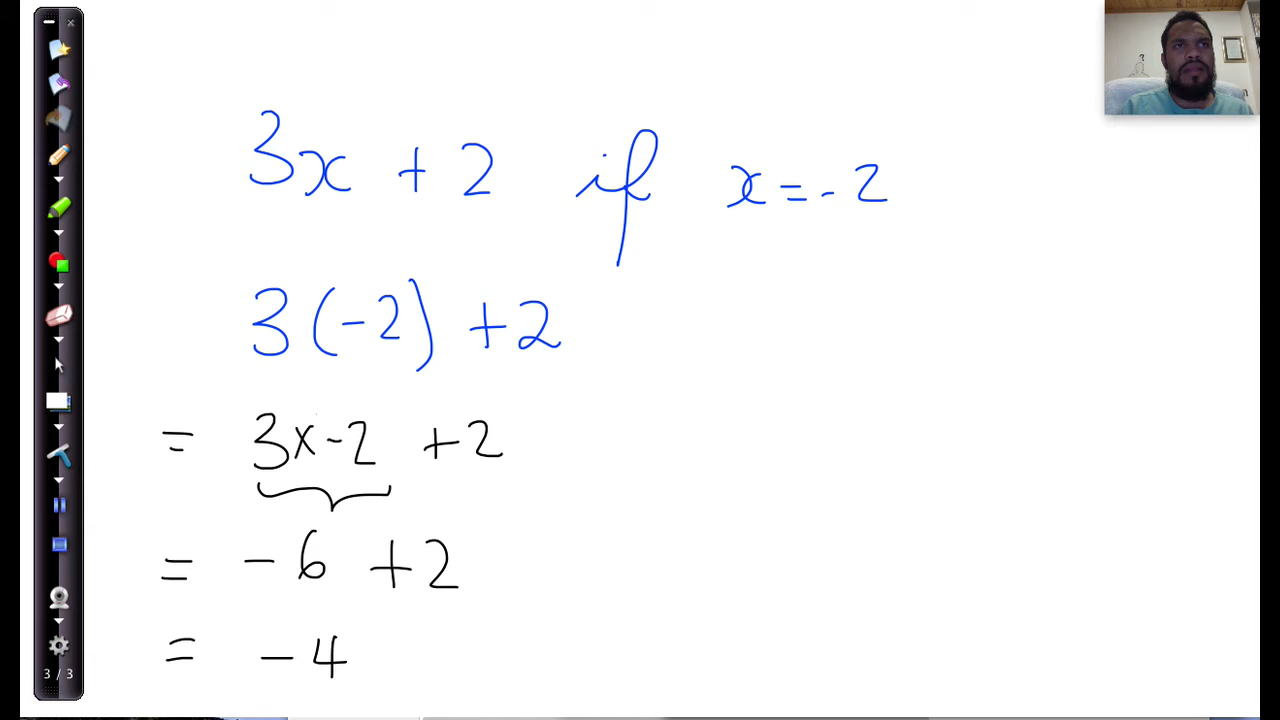 3x + 2 if x = -2
3(-2) + 2
= 3x-2 + 2
= -6 + 2
= -4
3 / 3